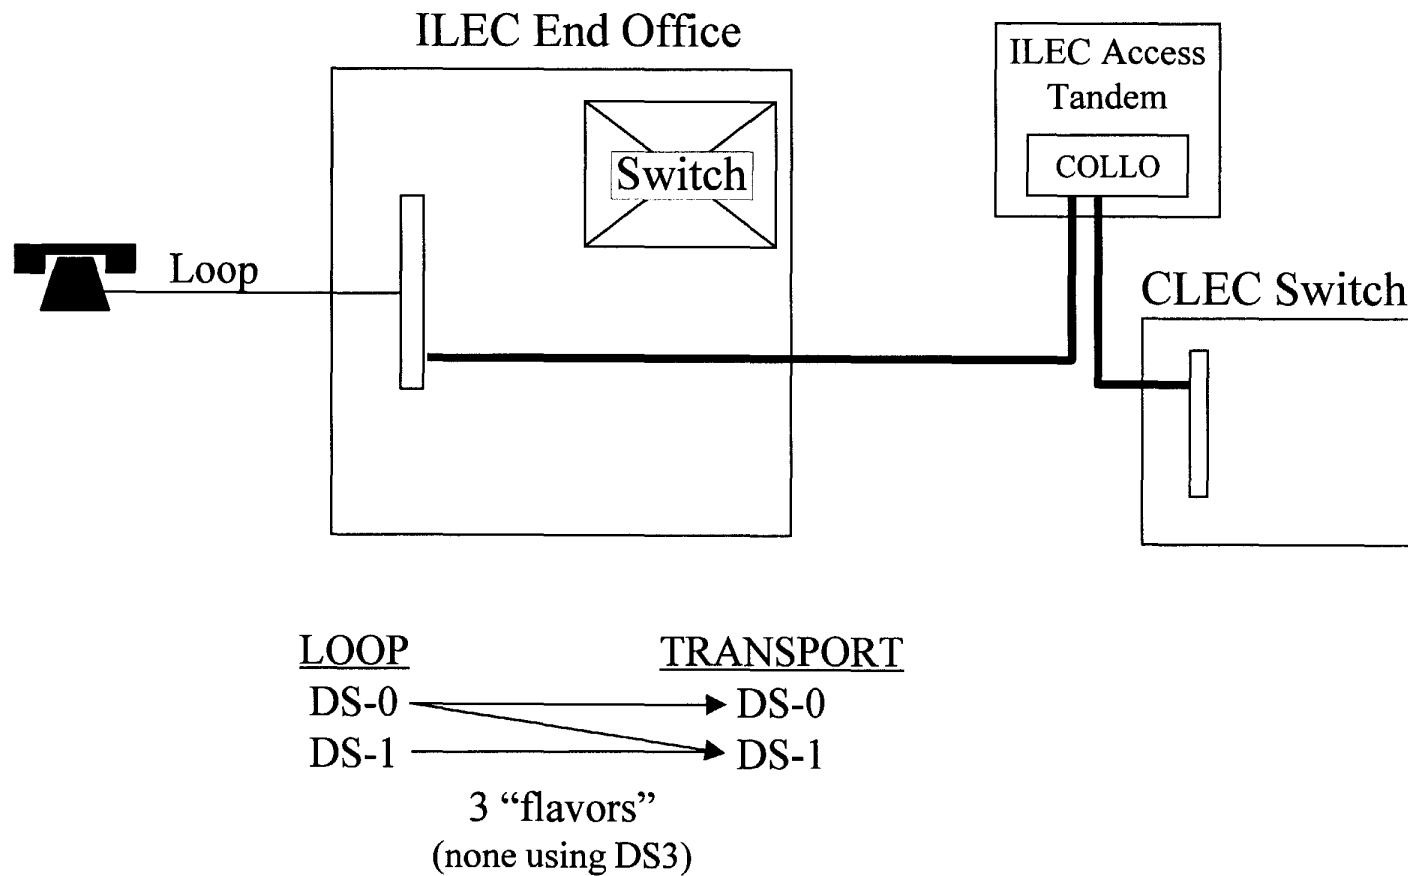 ILEC End Office
ILEC Access
Tandem
COLLO
Switch
Loop
CLEC Switch
LOOP TRANSPORT
DS-0 DS-0
DS-1 DS-1
3 “flavors”
(none using DS3)